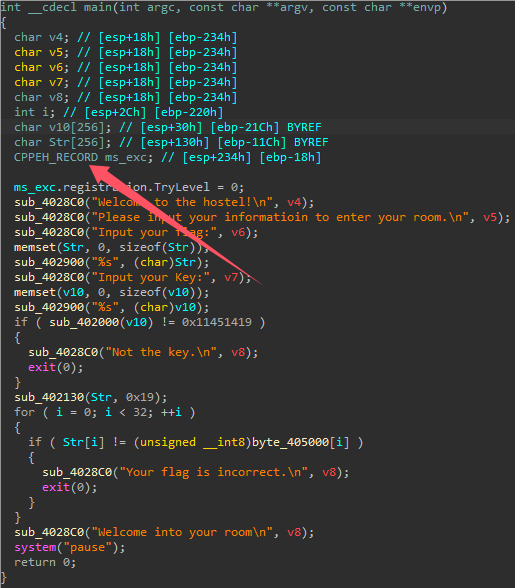 int __cdecl main(int argc, const char **argv, const char **envp)
{
char v4; // [esp+18h] [ebp-234h]
char v5; // [esp+18h] [ebp-234h]
char v6; // [esp+18h] [ebp-234h]
char v7; // [esp+18h] [ebp-234h]
char v8; // [esp+18h] [ebp-234h]
int i; // [esp+2Ch] [ebp-220h]
char v10[256]; // [esp+30h] [ebp-21Ch] BYREF
char Str[256]; // [esp+130h] [ebp-11Ch] BYREF
CPPEH_RECORD ms_exc; // [esp+234h] [ebp-18h]
ms_exc.registration.TryLevel = 0;
sub_4028C0("Welcome to the hostel!\n", v4);
sub_4028C0("Please input your informatioin to enter your room.\n", v5);
sub_4028C0("Input your flag:", v6);
memset(Str, 0, sizeof(Str));
sub_402900("%s", (char)Str);
sub_4028C0("Input your Key:", v7);
memset(v10, 0, sizeof(v10));
sub_402900("%s", (char)v10);
if ( sub_402000(v10) != 0x11451419 )
{
sub_4028C0("Not the key.\n", v8);
exit(0);
}
sub_402130(Str, 0x19);
for ( i = 0; i < 32; ++i )
{
if ( Str[i] != (unsigned __int8)byte_405000[i] )
{
sub_4028C0("Your flag is incorrect.\n", v8);
exit(0);
}
}
sub_4028C0("Welcome into your room\n", v8);
system("pause");
return 0;
}